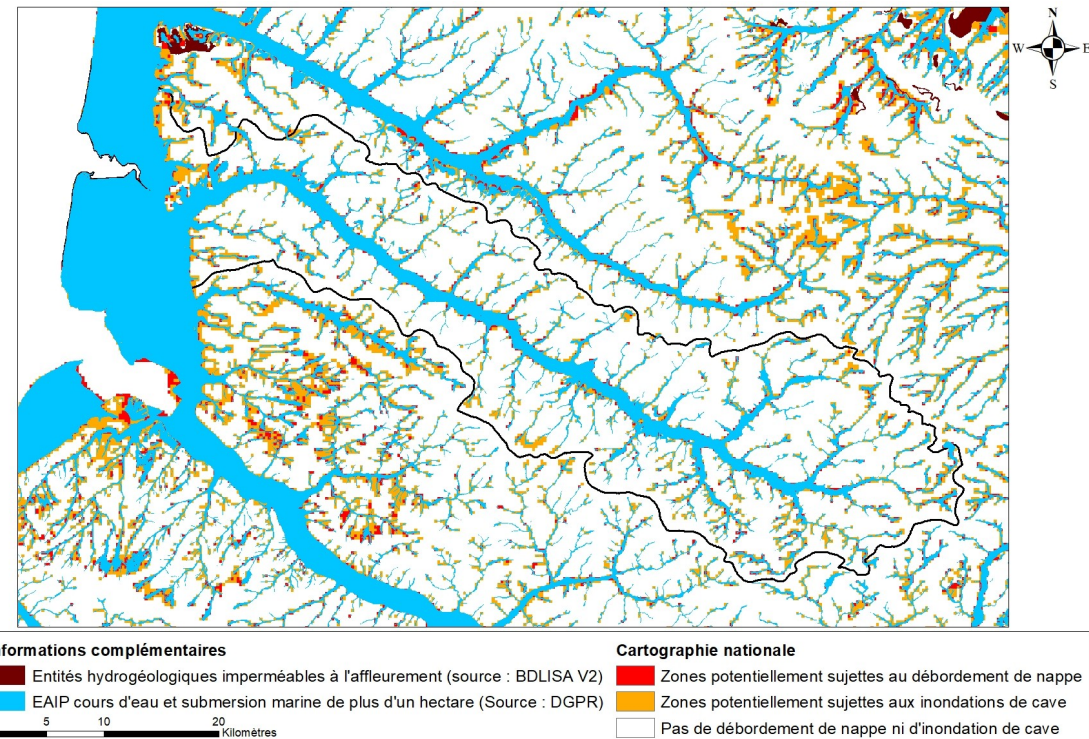 N
W E
S
nformations complémentaires
Entités hydrogéologiques imperméables à l'affleurement (source : BDLISA V2)
EAIP cours d'eau et submersion marine de plus d'un hectare (Source : DGPR)
5 10 20
Kilomètres
Cartographie nationale
Zones potentiellement sujettes au débordement de nappe
Zones potentiellement sujettes aux inondations de cave
Pas de débordement de nappe ni d'inondation de cave